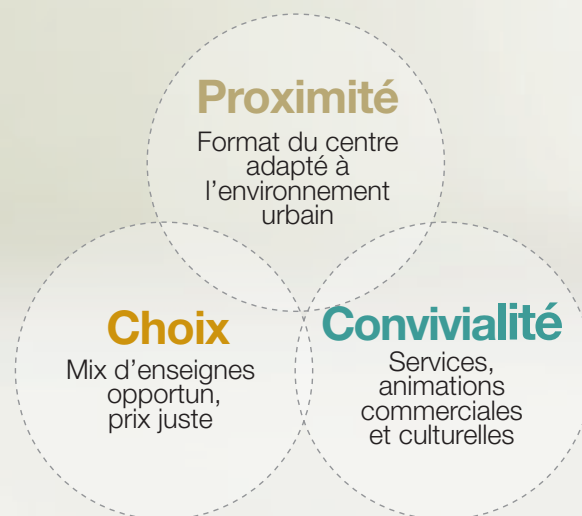 Proximité
Format du centre
adapté à
l’environnement
urbain
Choix
Mix d’enseignes
opportun,
prix juste
Convivialité
Services,
animations
commerciales
et culturelles